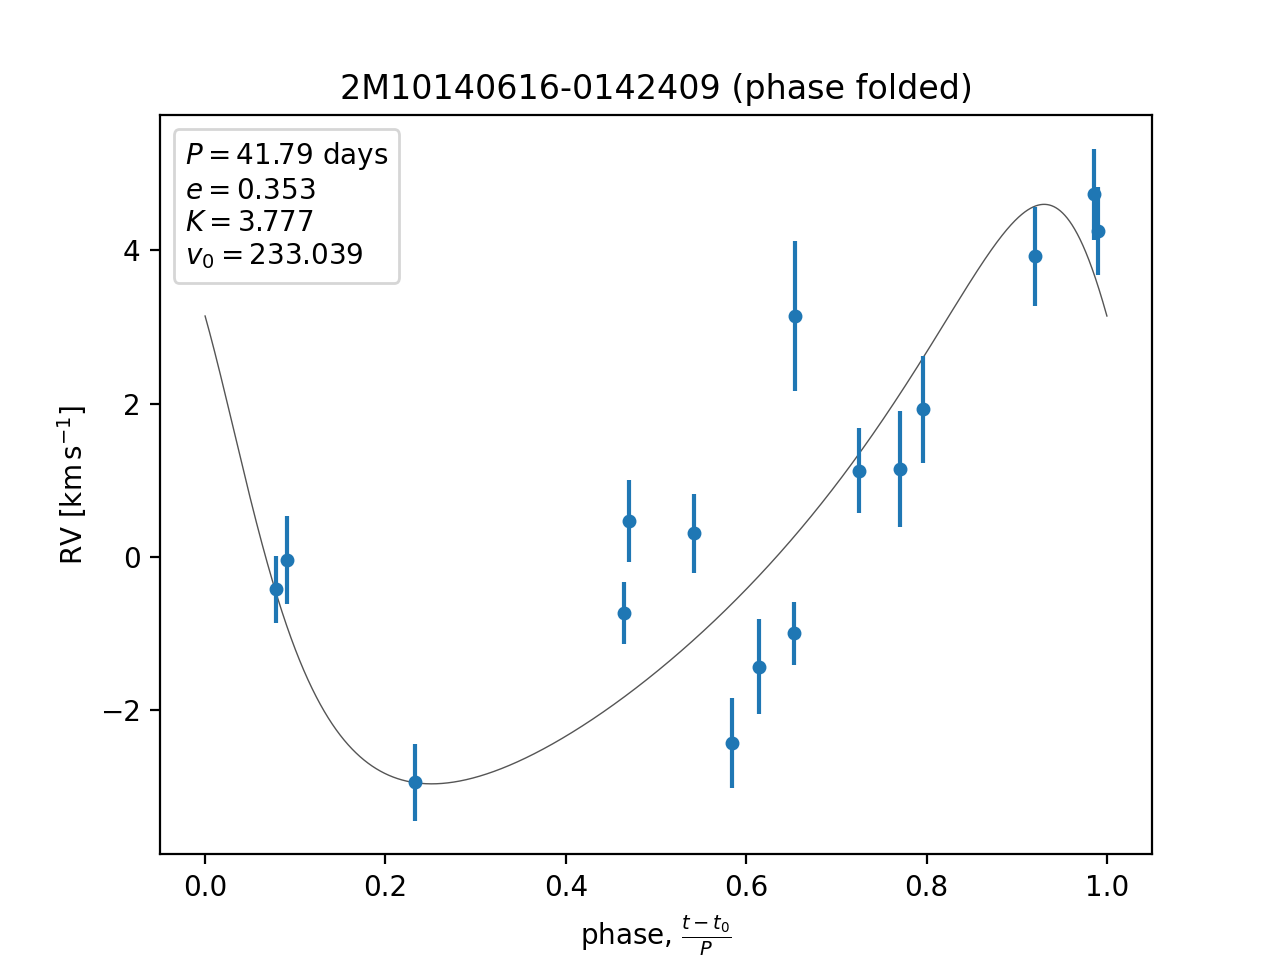 2M10140616-0142409 (phase folded)
P = 41.79 days
e = 0.353
K = 3.777
v₀ = 233.039
RV [km s⁻¹]
4
2
0
−2
0.0 0.2 0.4 0.6 0.8 1.0
phase, (t − t₀)/P